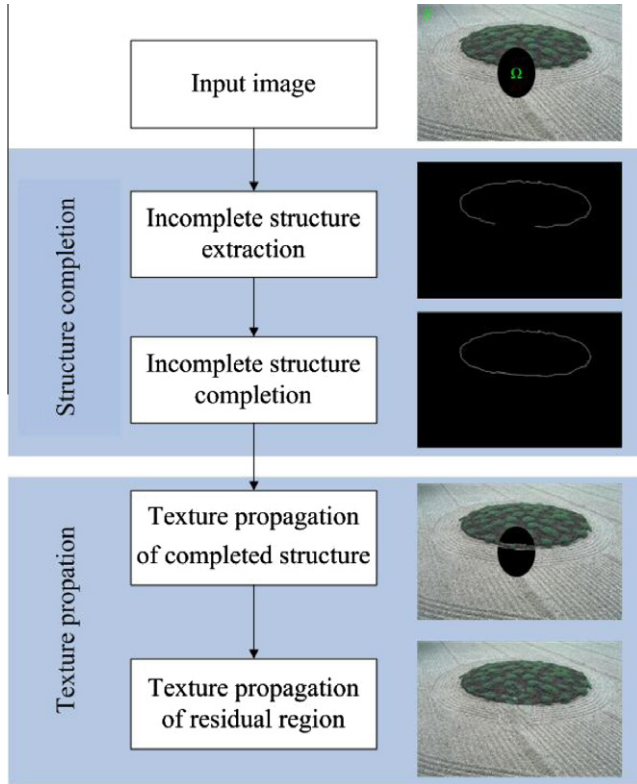 Input image
Ω
Structure completion
Incomplete structure
extraction
Incomplete structure
completion
Texture propation
Texture propagation
of completed structure
Texture propagation
of residual region